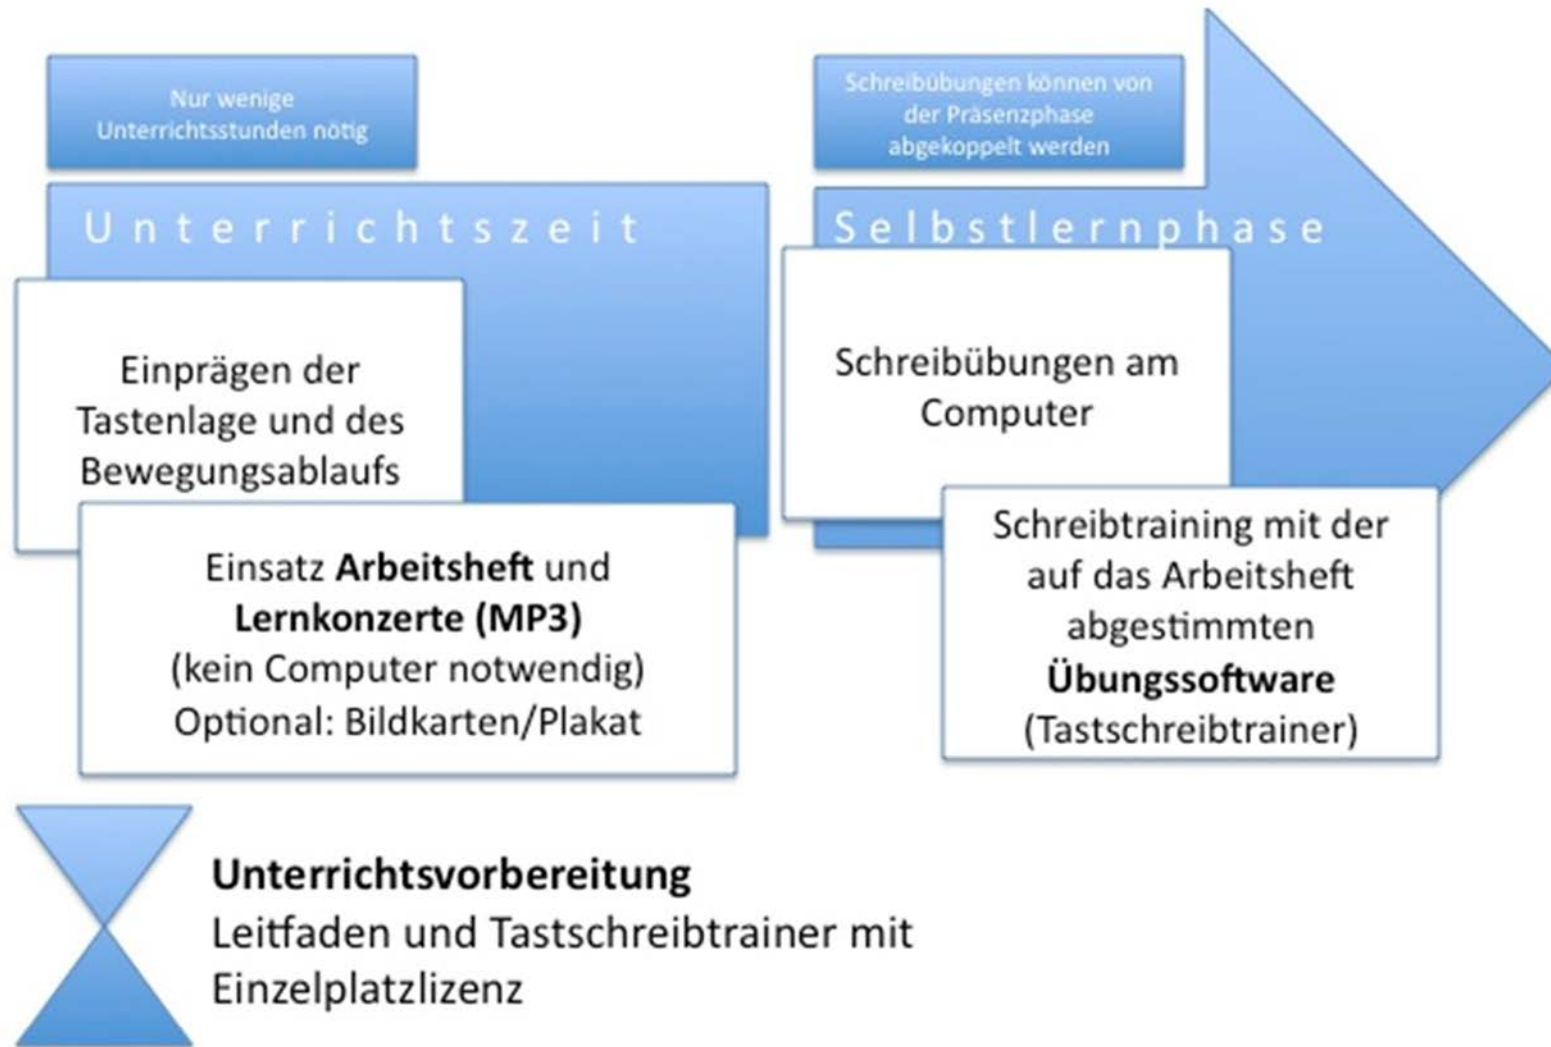 Nur wenige
Unterrichtsstunden nötig
Unterrichtszeit
Einprägen der
Tastenlage und des
Bewegungsablaufs
Einsatz Arbeitsheft und
Lernkonzerte (MP3)
(kein Computer notwendig)
Optional: Bildkarten/Plakat
Schreibübungen können von
der Präsenzphase
abgekoppelt werden
Selbstlernphase
Schreibübungen am
Computer
Schreibtraining mit der
auf das Arbeitsheft
abgestimmten
Übungssoftware
(Tastschreibtrainer)
Unterrichtsvorbereitung
Leitfaden und Tastschreibtrainer mit
Einzelplatzlizenz